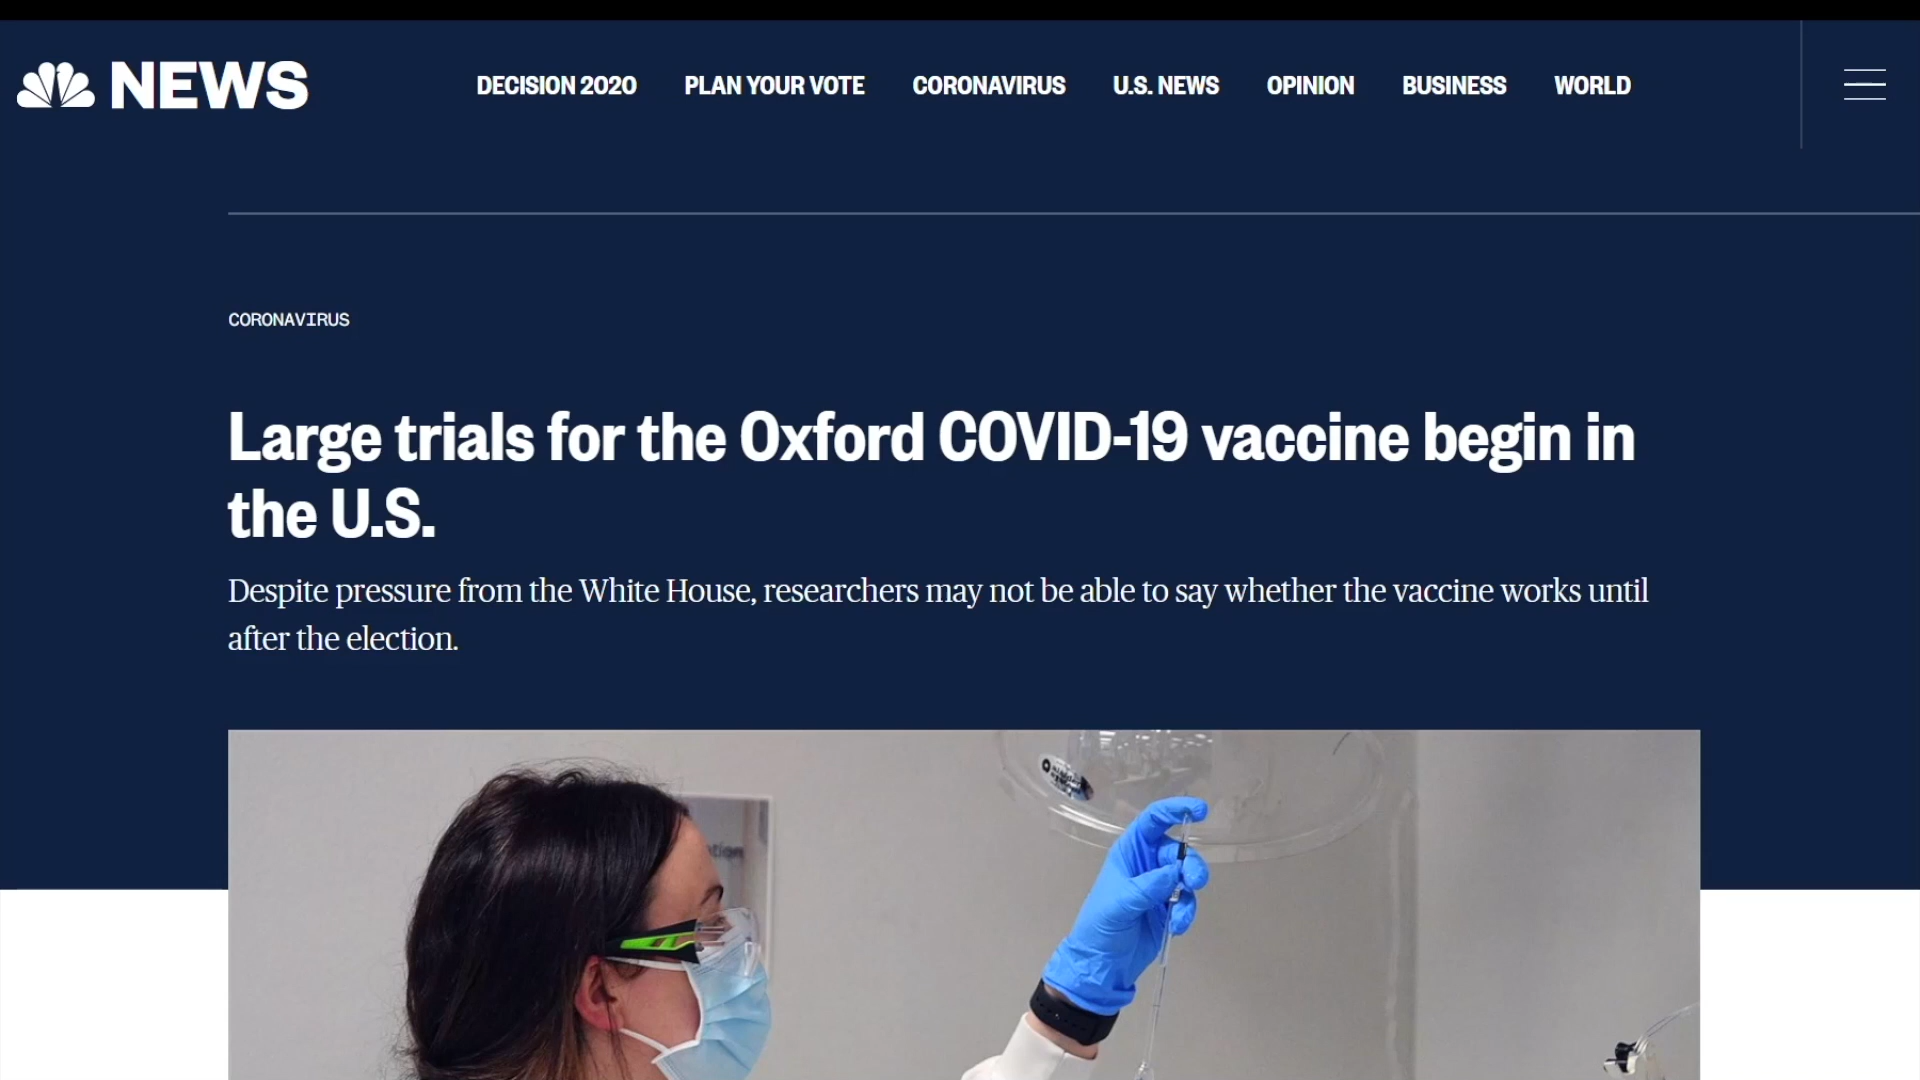 NEWS
DECISION 2020 PLAN YOUR VOTE CORONAVIRUS U.S. NEWS OPINION BUSINESS WORLD
CORONAVIRUS
Large trials for the Oxford COVID-19 vaccine begin in
the U.S.
Despite pressure from the White House, researchers may not be able to say whether the vaccine works until
after the election.